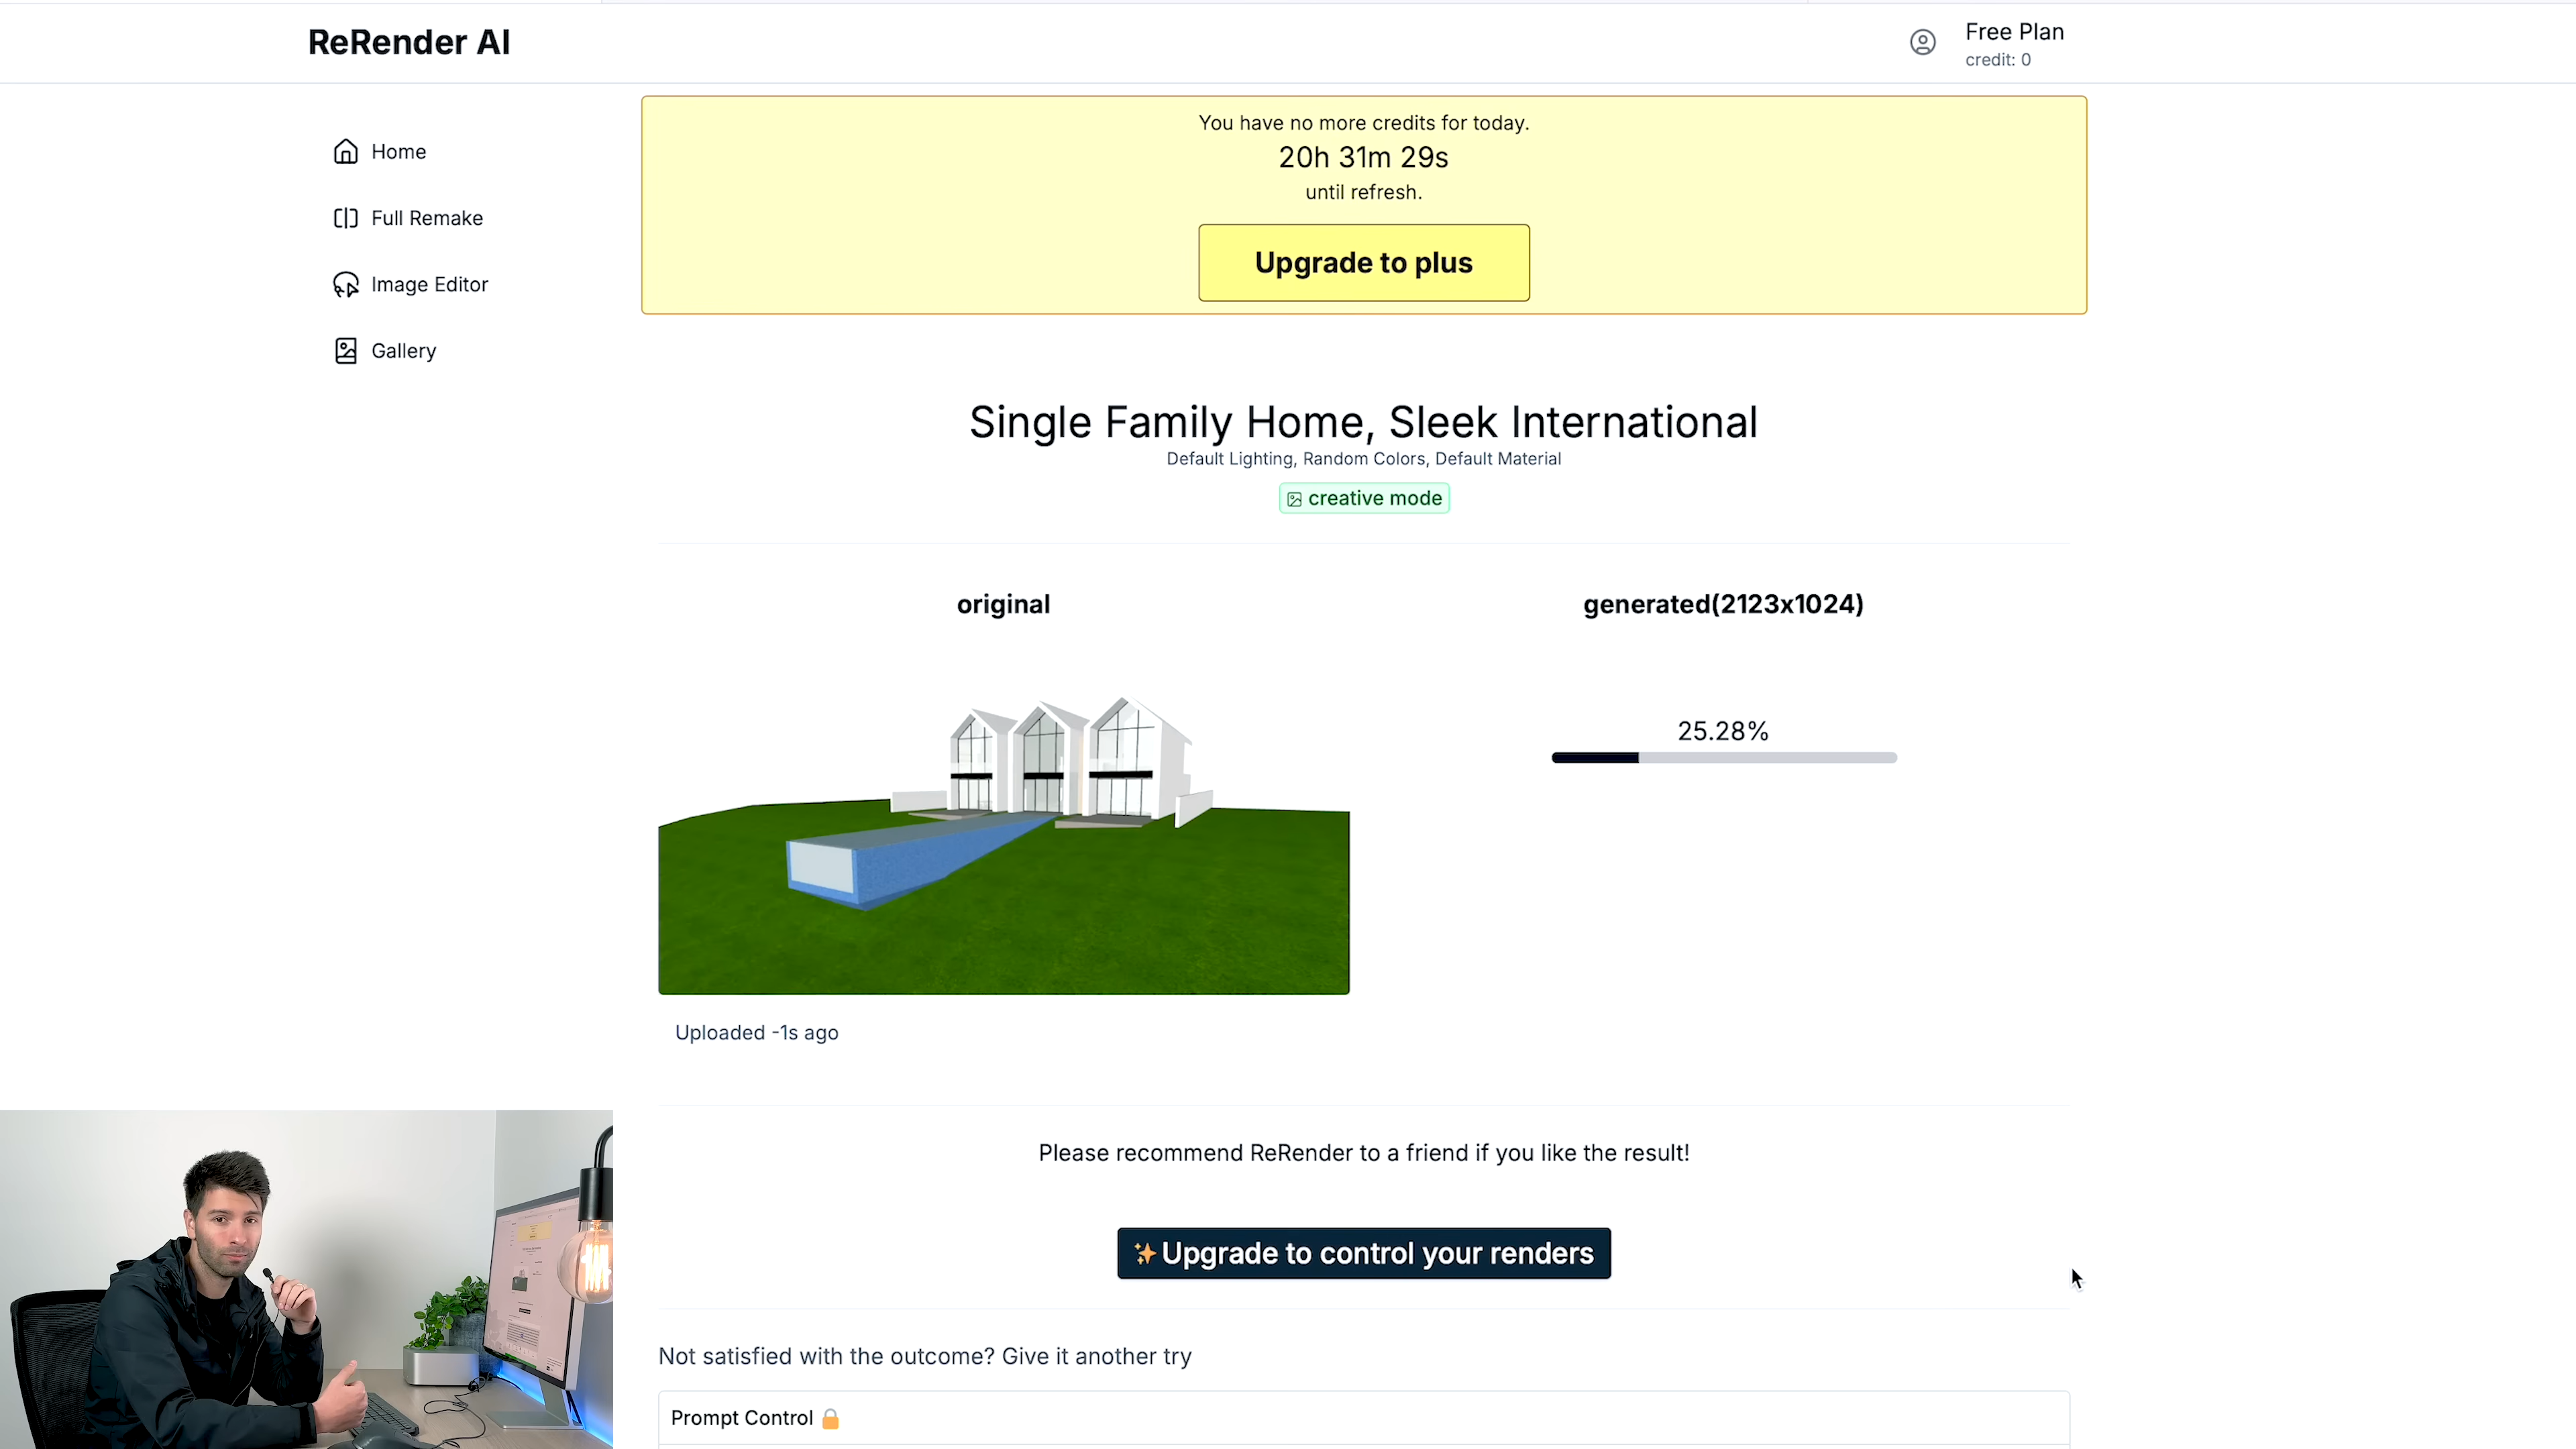 ReRender AI
Free Plan
credit: 0
Home
Full Remake
Image Editor
Gallery
You have no more credits for today.
20h 31m 29s
until refresh.
Upgrade to plus
Single Family Home, Sleek International
Default Lighting, Random Colors, Default Material
creative mode
original
generated(2123x1024)
25.28%
Uploaded -1s ago
Please recommend ReRender to a friend if you like the result!
✨Upgrade to control your renders
Not satisfied with the outcome? Give it another try
Prompt Control 🔒